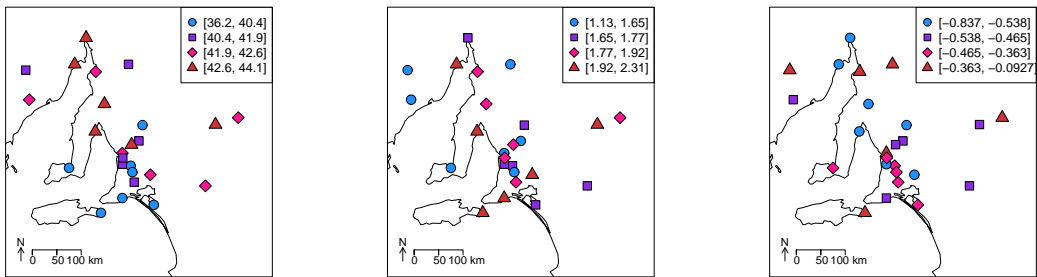 [36.2, 40.4]
[40.4, 41.9]
[41.9, 42.6]
[42.6, 44.1]
N
0 50 100 km
[1.13, 1.65]
[1.65, 1.77]
[1.77, 1.92]
[1.92, 2.31]
N
0 50 100 km
[−0.837, −0.538]
[−0.538, −0.465]
[−0.465, −0.363]
[−0.363, −0.0927]
N
0 50 100 km